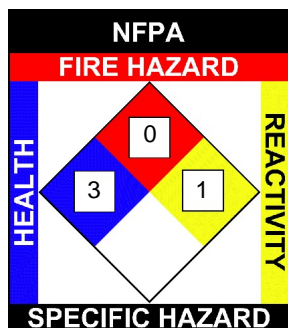 NFPA
FIRE HAZARD
0
HEALTH
3
1
REACTIVITY
SPECIFIC HAZARD